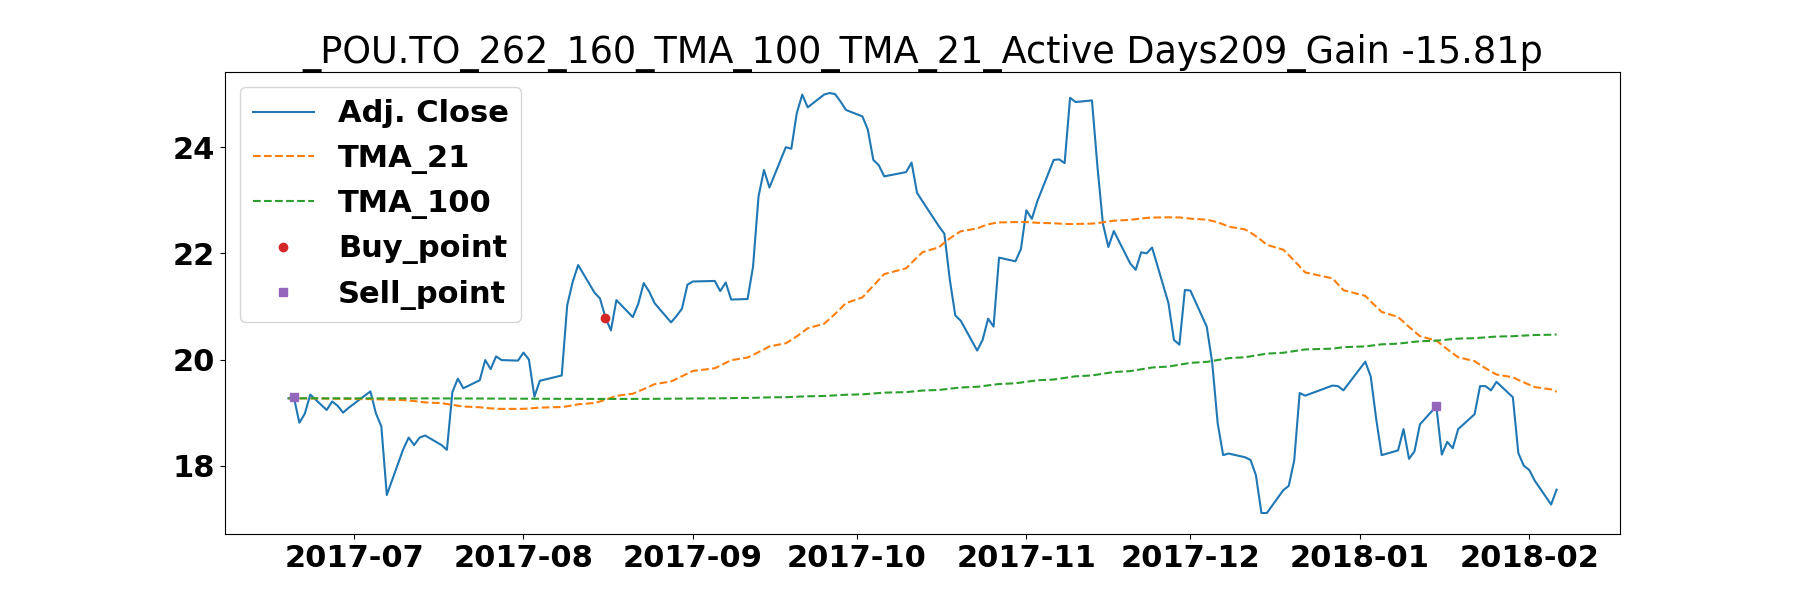 _POU.TO_262_160_TMA_100_TMA_21_Active Days209_Gain -15.81p
Adj. Close
TMA_21
TMA_100
Buy_point
Sell_point
24
22
20
18
2017-07 2017-08 2017-09 2017-10 2017-11 2017-12 2018-01 2018-02